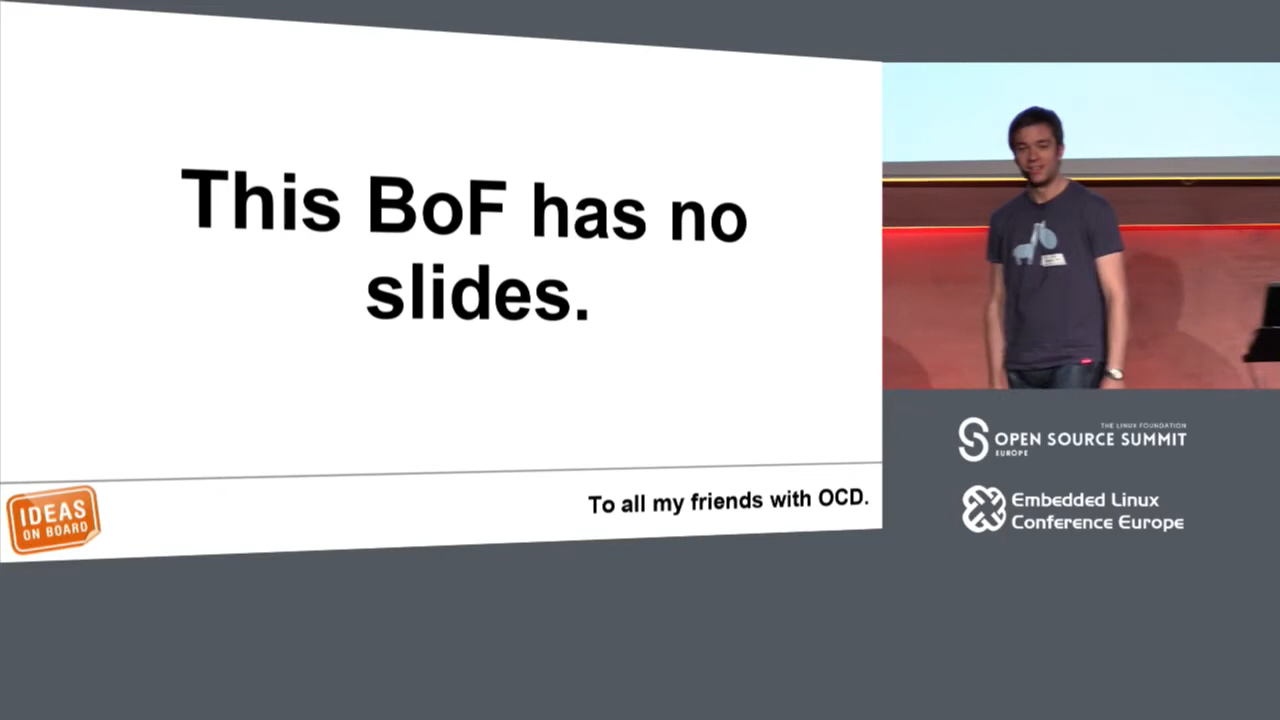 This BoF has no
slides.
IDEAS
ON BOARD
To all my friends with OCD.
THE LINUX FOUNDATION
OPEN SOURCE SUMMIT
EUROPE
Embedded Linux
Conference Europe